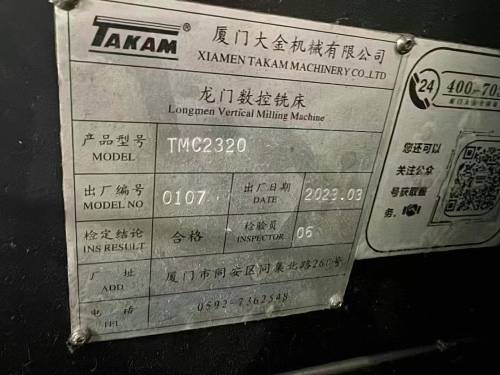 TAKAM®
厦门大金机械有限公司
XIAMEN TAKAM MACHINERY CO.,LTD
龙门数控铣床
Longmen Vertical Milling Machine
产品型号 TMC2320
MODEL
出厂编号 0107 出厂日期 2023.03
MODEL NO DATE
检定结论 合格 检验员 06
INS RESULT INSPECTOR
厂 址 厦门市同安区同集北路26 号
ADD
电 话 0592-7362548
TEL
24
400-70
您还可以
关注公众
号获取服
务。